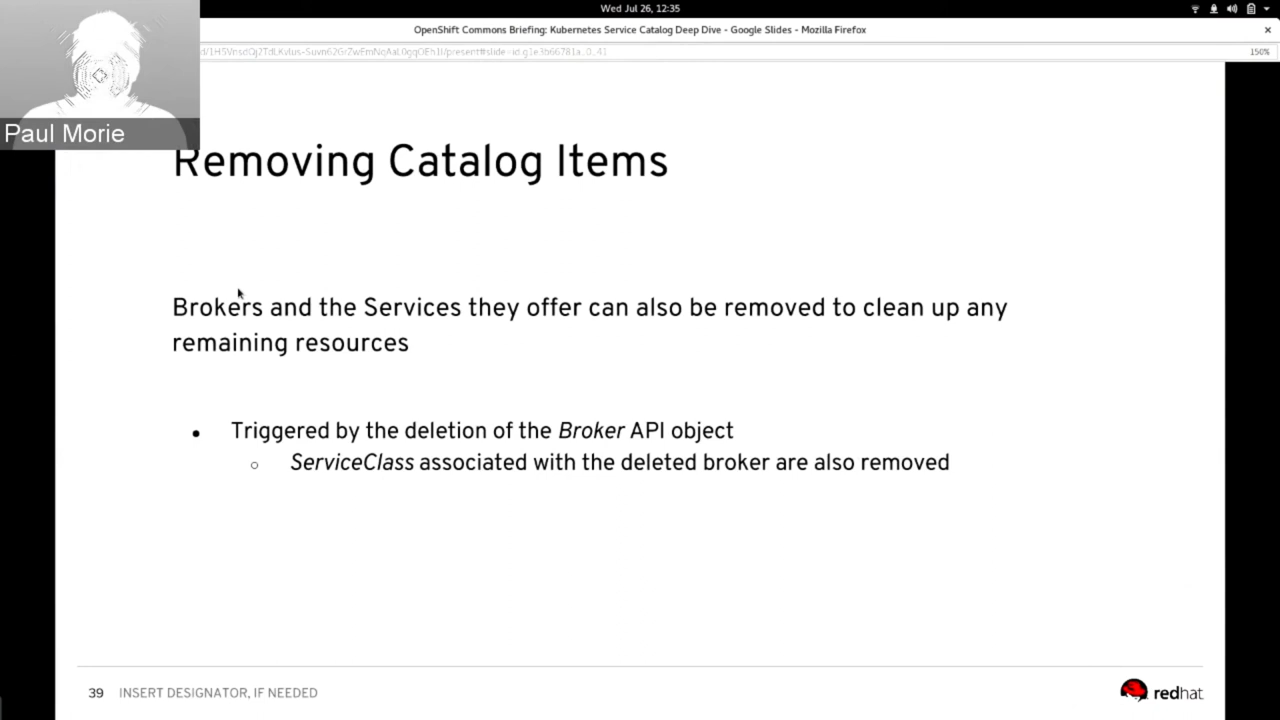 Wed Jul 26, 12:35
OpenShift Commons Briefing: Kubernetes Service Catalog Deep Dive - Google Slides - Mozilla Firefox
150%
Paul Morie
Removing Catalog Items
Brokers and the Services they offer can also be removed to clean up any
remaining resources
Triggered by the deletion of the Broker API object
ServiceClass associated with the deleted broker are also removed
39 INSERT DESIGNATOR, IF NEEDED
redhat